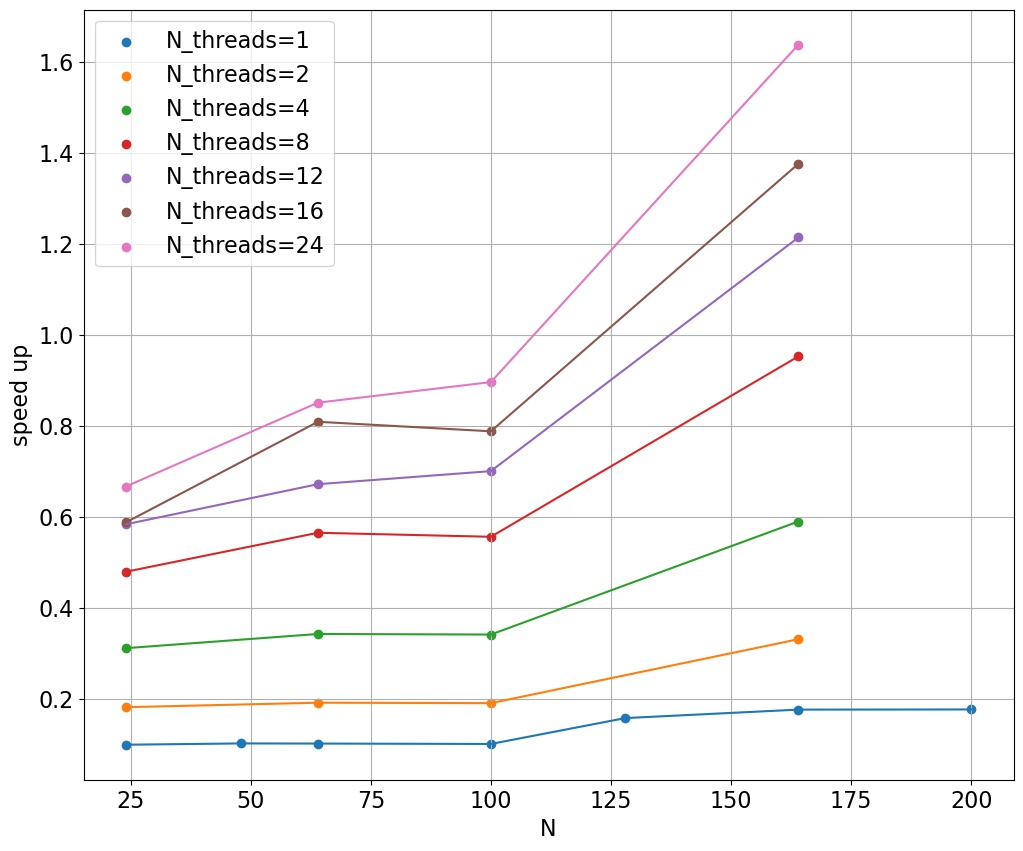 N_threads=1
N_threads=2
N_threads=4
N_threads=8
N_threads=12
N_threads=16
N_threads=24
1.6
1.4
1.2
1.0
0.8
0.6
0.4
0.2
speed up
25 50 75 100 125 150 175 200
N